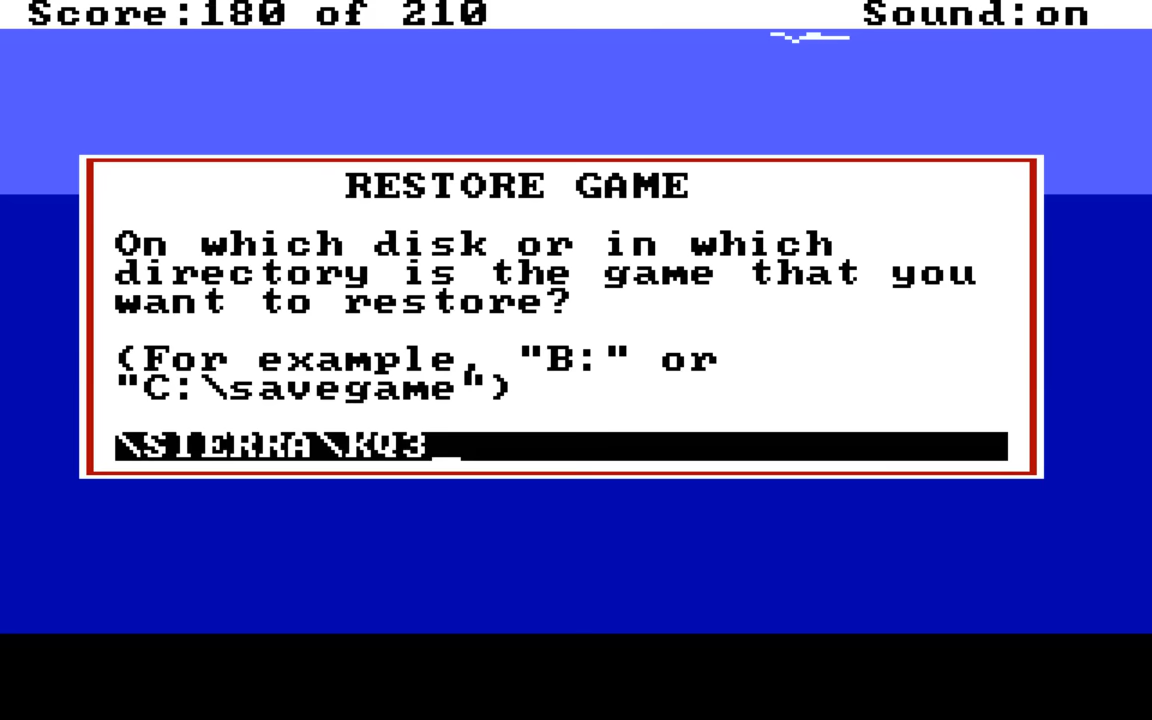 Score:180 of 210 Sound:on
RESTORE GAME
On which disk or in which
directory is the game that you
want to restore?
(For example, "B:" or
"C:\savegame")
\SIERRA\KQ3_